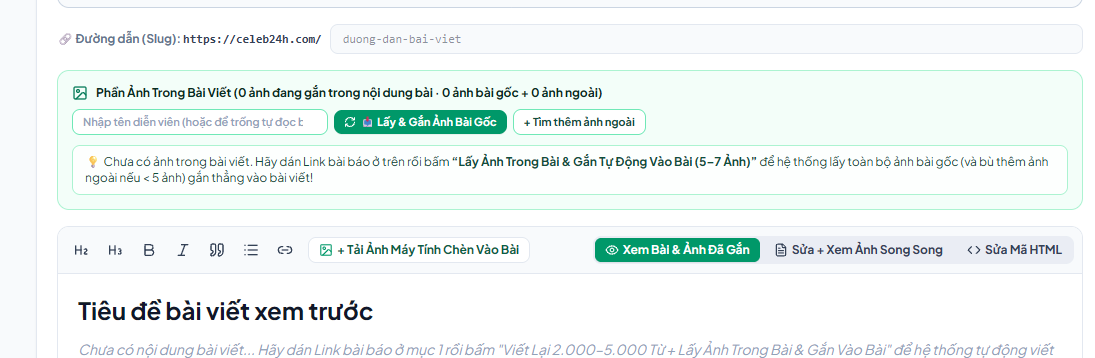 Đường dẫn (Slug): https://celeb24h.com/ duong-dan-bai-viet
Phần Ảnh Trong Bài Viết (0 ảnh đang gắn trong nội dung bài · 0 ảnh bài gốc + 0 ảnh ngoài)
Nhập tên diễn viên (hoặc để trống tự đọc Lấy & Gắn Ảnh Bài Gốc + Tìm thêm ảnh ngoài
Chưa có ảnh trong bài viết. Hãy dán Link bài báo ở trên rồi bấm “Lấy Ảnh Trong Bài & Gắn Tự Động Vào Bài (5–7 Ảnh)” để hệ thống lấy toàn bộ ảnh bài gốc (và bù thêm ảnh
ngoài nếu < 5 ảnh) gắn thẳng vào bài viết!
H2 H3 B I + Tải Ảnh Máy Tính Chèn Vào Bài Xem Bài & Ảnh Đã Gắn Sửa + Xem Ảnh Song Song Sửa Mã HTML
Tiêu đề bài viết xem trước
Chưa có nội dung bài viết... Hãy dán Link bài báo ở mục 1 rồi bấm "Viết Lại 2.000–5.000 Từ + Lấy Ảnh Trong Bài & Gắn Vào Bài" để hệ thống tự động viết